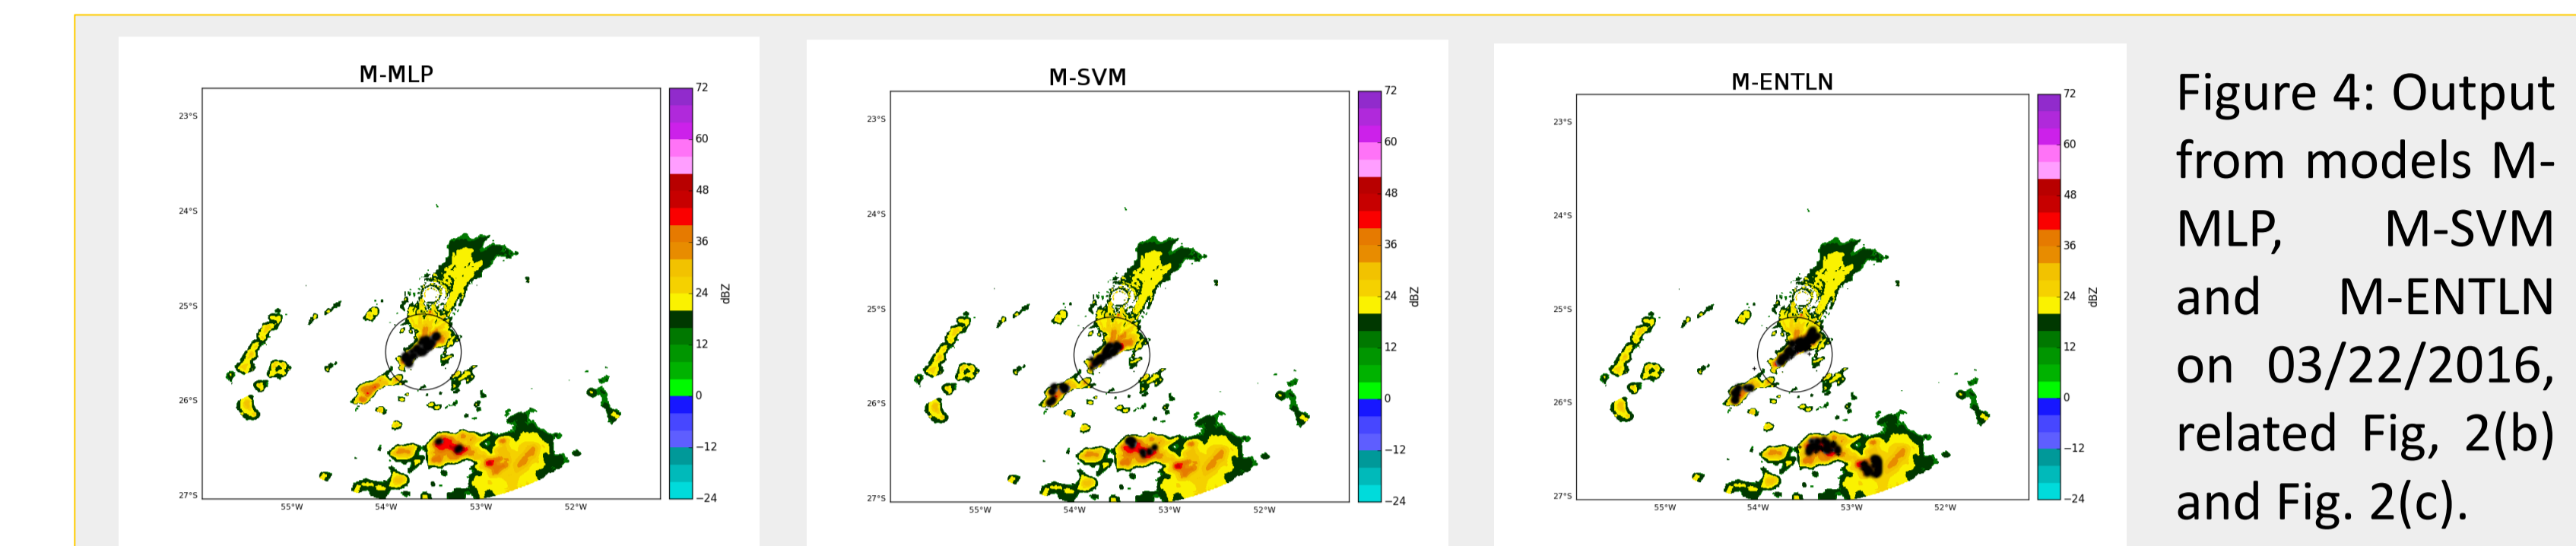 M-MLP
72
60
48
36
24
12
0
−12
−24
dBZ
23°S
24°S
25°S
26°S
27°S
55°W
54°W
53°W
52°W
M-SVM
72
60
48
36
24
12
0
−12
−24
dBZ
23°S
24°S
25°S
26°S
27°S
55°W
54°W
53°W
52°W
M-ENTLN
72
60
48
36
24
12
0
−12
−24
dBZ
23°S
24°S
25°S
26°S
27°S
55°W
54°W
53°W
52°W
Figure 4: Output
from models M-
MLP, M-SVM
and M-ENTLN
on 03/22/2016,
related Fig, 2(b)
and Fig. 2(c).